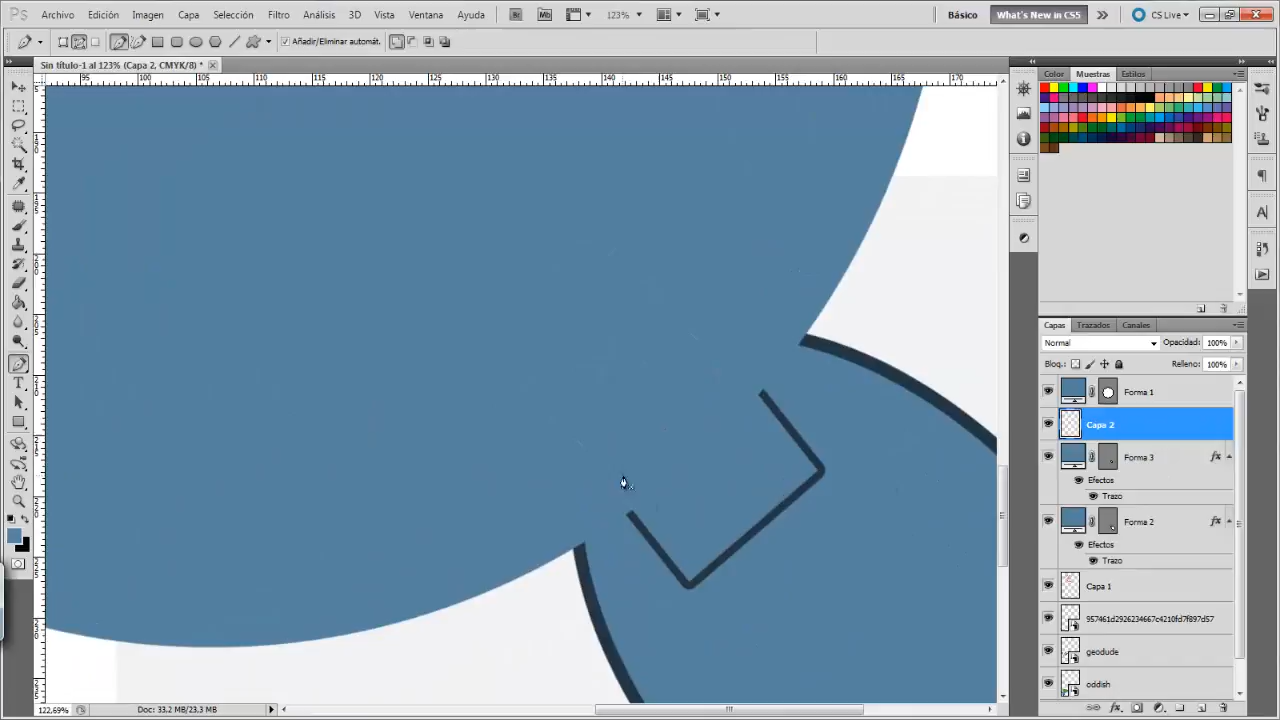 Ps Archivo Edición Imagen Capa Selección Filtro Análisis 3D Vista Ventana Ayuda Br Mb 123% Básico What's New in CS5 CS Live
Añadir/Eliminar automát.
Sin título-1 al 123% (Capa 2, CMYK/8) *
95 100 105 110 115 120 125 130 135 140 145 150 155 160 165 170
Color Muestras Estilos
Capas Trazados Canales
Normal Opacidad: 100%
Bloq.: Relleno: 100%
Forma 1
Capa 2
Forma 3 fx
Efectos
Trazo
Forma 2 fx
Efectos
Trazo
Capa 1
957461d2926234667c4210fd7f897d57
geodude
oddish
122,69% Doc: 33,2 MB/23,3 MB